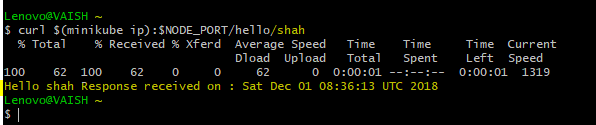 Lenovo@VAISH ~
$ curl $(minikube ip):$NODE_PORT/hello/shah
% Total % Received % Xferd Average Speed Time Time Time Current
Dload Upload Total Spent Left Speed
100 62 100 62 0 0 62 0 0:00:01 --:--:-- 0:00:01 1319
Hello shah Response received on : Sat Dec 01 08:36:13 UTC 2018
Lenovo@VAISH ~
$